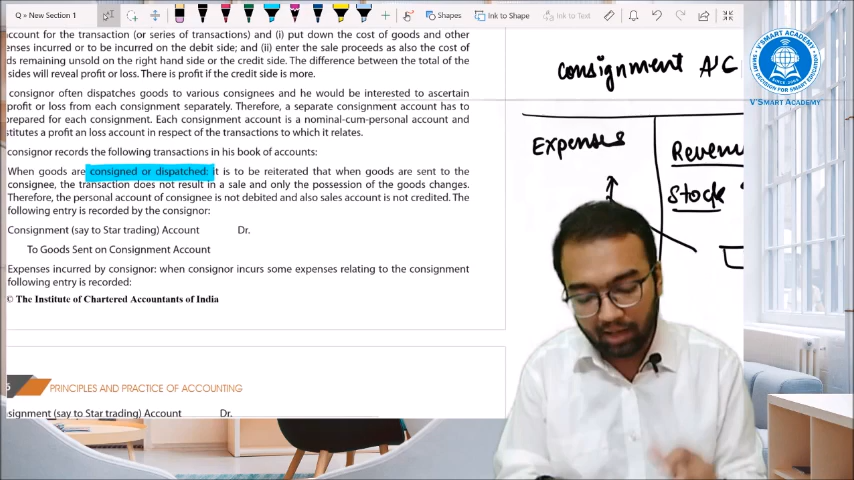 Q » New Section 1
Shapes
Ink to Shape
Ink to Text
ccount for the transaction (or series of transactions) and (i) put down the cost of goods and other
enses incurred or to be incurred on the debit side; and (ii) enter the sale proceeds as also the cost of
ds remaining unsold on the right hand side or the credit side. The difference between the total of the
sides will reveal profit or loss. There is profit if the credit side is more.
consignor often dispatches goods to various consignees and he would be interested to ascertain
profit or loss from each consignment separately. Therefore, a separate consignment account has to
prepared for each consignment. Each consignment account is a nominal-cum-personal account and
stitutes a profit an loss account in respect of the transactions to which it relates.
consignor records the following transactions in his book of accounts:
When goods are consigned or dispatched: it is to be reiterated that when goods are sent to the
consignee, the transaction does not result in a sale and only the possession of the goods changes.
Therefore, the personal account of consignee is not debited and also sales account is not credited. The
following entry is recorded by the consignor:
Consignment (say to Star trading) Account Dr.
To Goods Sent on Consignment Account
Expenses incurred by consignor: when consignor incurs some expenses relating to the consignment
following entry is recorded:
© The Institute of Chartered Accountants of India
6 PRINCIPLES AND PRACTICE OF ACCOUNTING
signment (say to Star trading) Account Dr.
Consignment A/C
Expenses
Revenu
Stock
V'SMART ACADEMY
SINCE 2003
V'Smart Academy